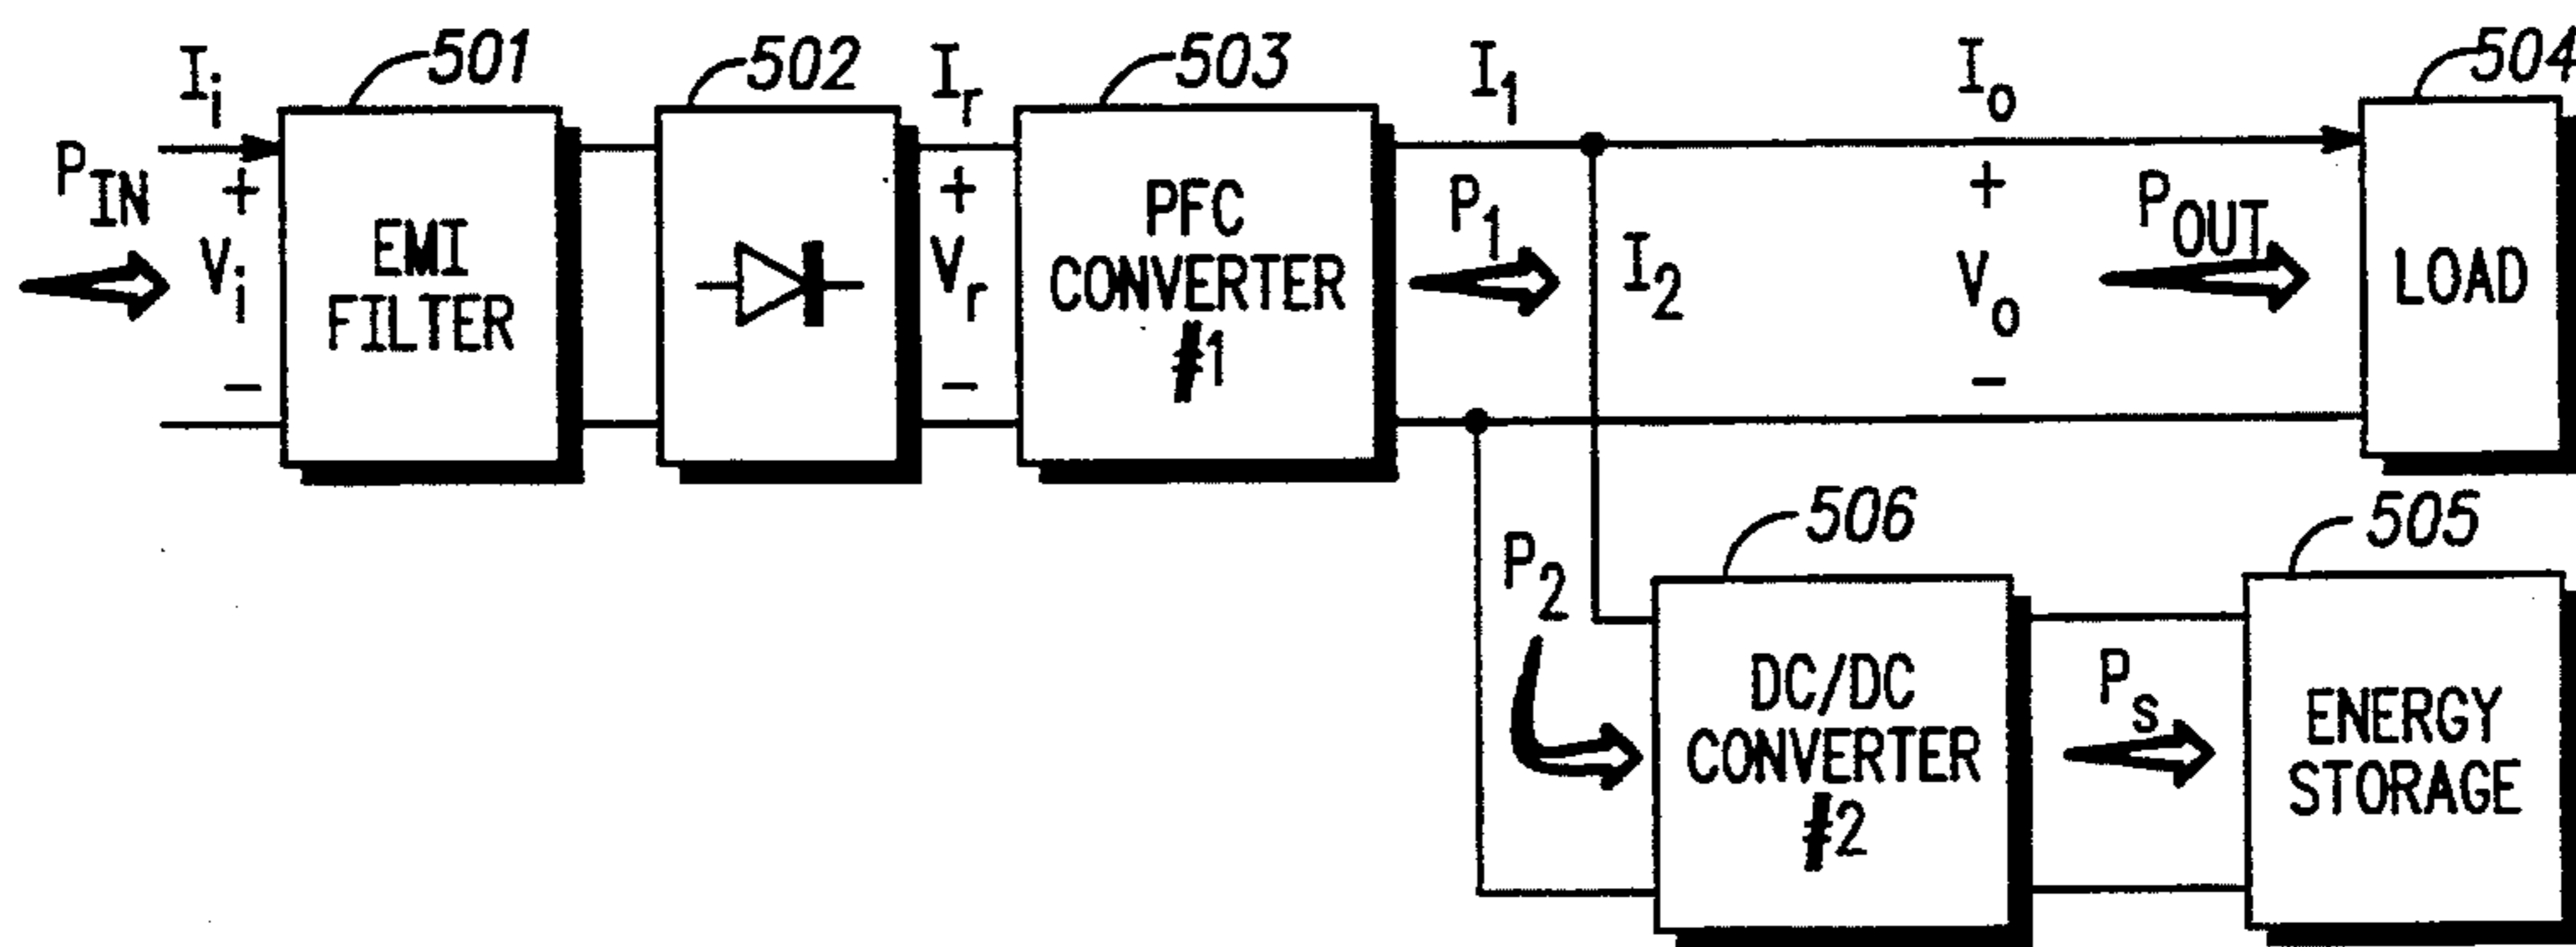 501
502
503
504
I_i
I_r
I_1
I_o
P_IN
+
V_i
-
EMI
FILTER
+
V_r
-
PFC
CONVERTER
#1
P_1
I_2
+
V_o
-
P_OUT
LOAD
506
505
P_2
DC/DC
CONVERTER
#2
P_s
ENERGY
STORAGE